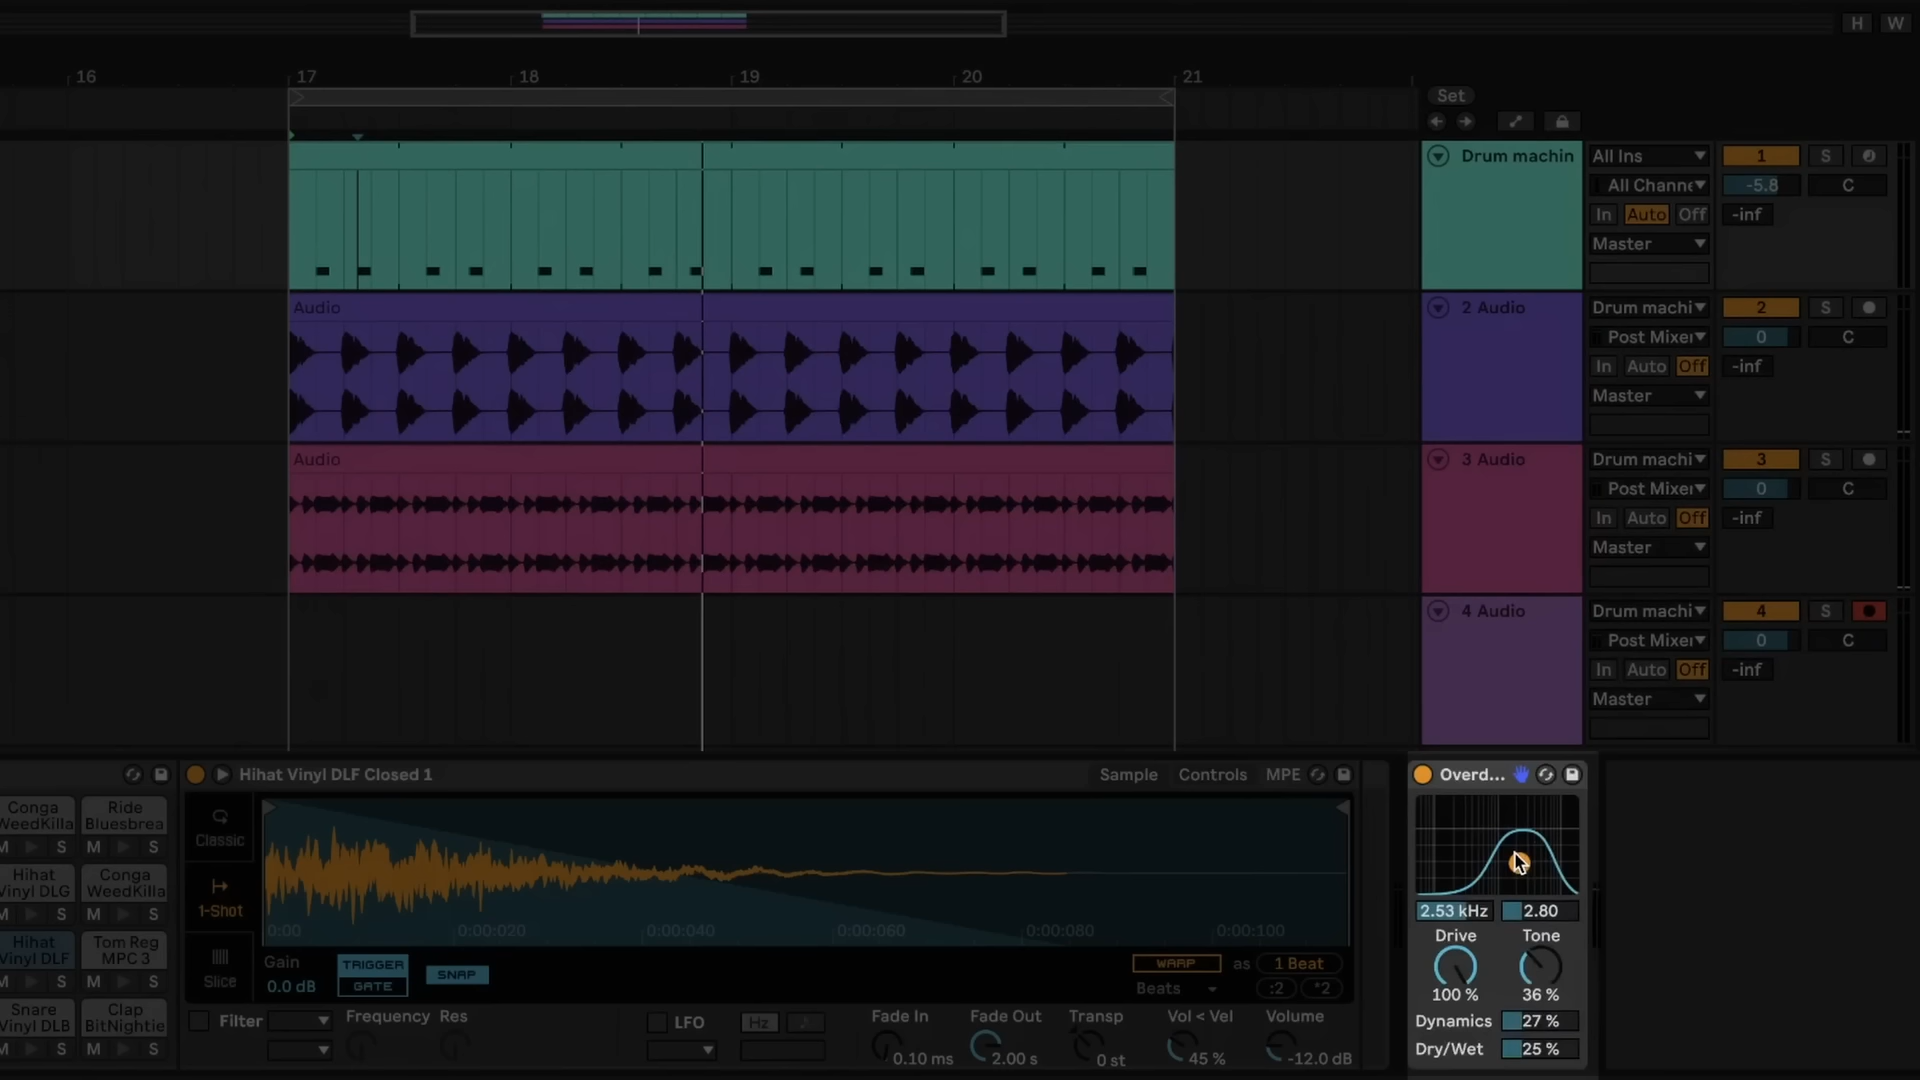 H W
16 17 18 19 20 21
Set
Drum machin All Ins 1 S
All Channe -5.8 C
In Auto Off -inf
Master
Audio
2 Audio Drum machi 2 S
Post Mixer 0 C
In Auto Off -inf
Master
Audio
3 Audio Drum machi 3 S
Post Mixer 0 C
In Auto Off -inf
Master
4 Audio Drum machi 4 S
Post Mixer 0 C
In Auto Off -inf
Master
Hihat Vinyl DLF Closed 1 Sample Controls MPE
Overd...
Conga
WeedKilla
Ride
Bluesbrea
M S M S
Hihat
Vinyl DLG
Conga
WeedKilla
M S M S
Hihat
Vinyl DLF
Tom Reg
MPC 3
M S M S
Snare
Vinyl DLB
Clap
BitNightie
M S M S
Classic
1-Shot
Slice
0:00 0:00:020 0:00:040 0:00:060 0:00:080 0:00:100
Gain
0.0 dB
TRIGGER
GATE
SNAP
WARP as 1 Beat
Beats :2 *2
Filter Frequency Res
LFO Hz
Fade In Fade Out Transp Vol < Vel Volume
0.10 ms 2.00 s 0 st 45 % -12.0 dB
2.53 kHz 2.80
Drive Tone
100 % 36 %
Dynamics 27 %
Dry/Wet 25 %